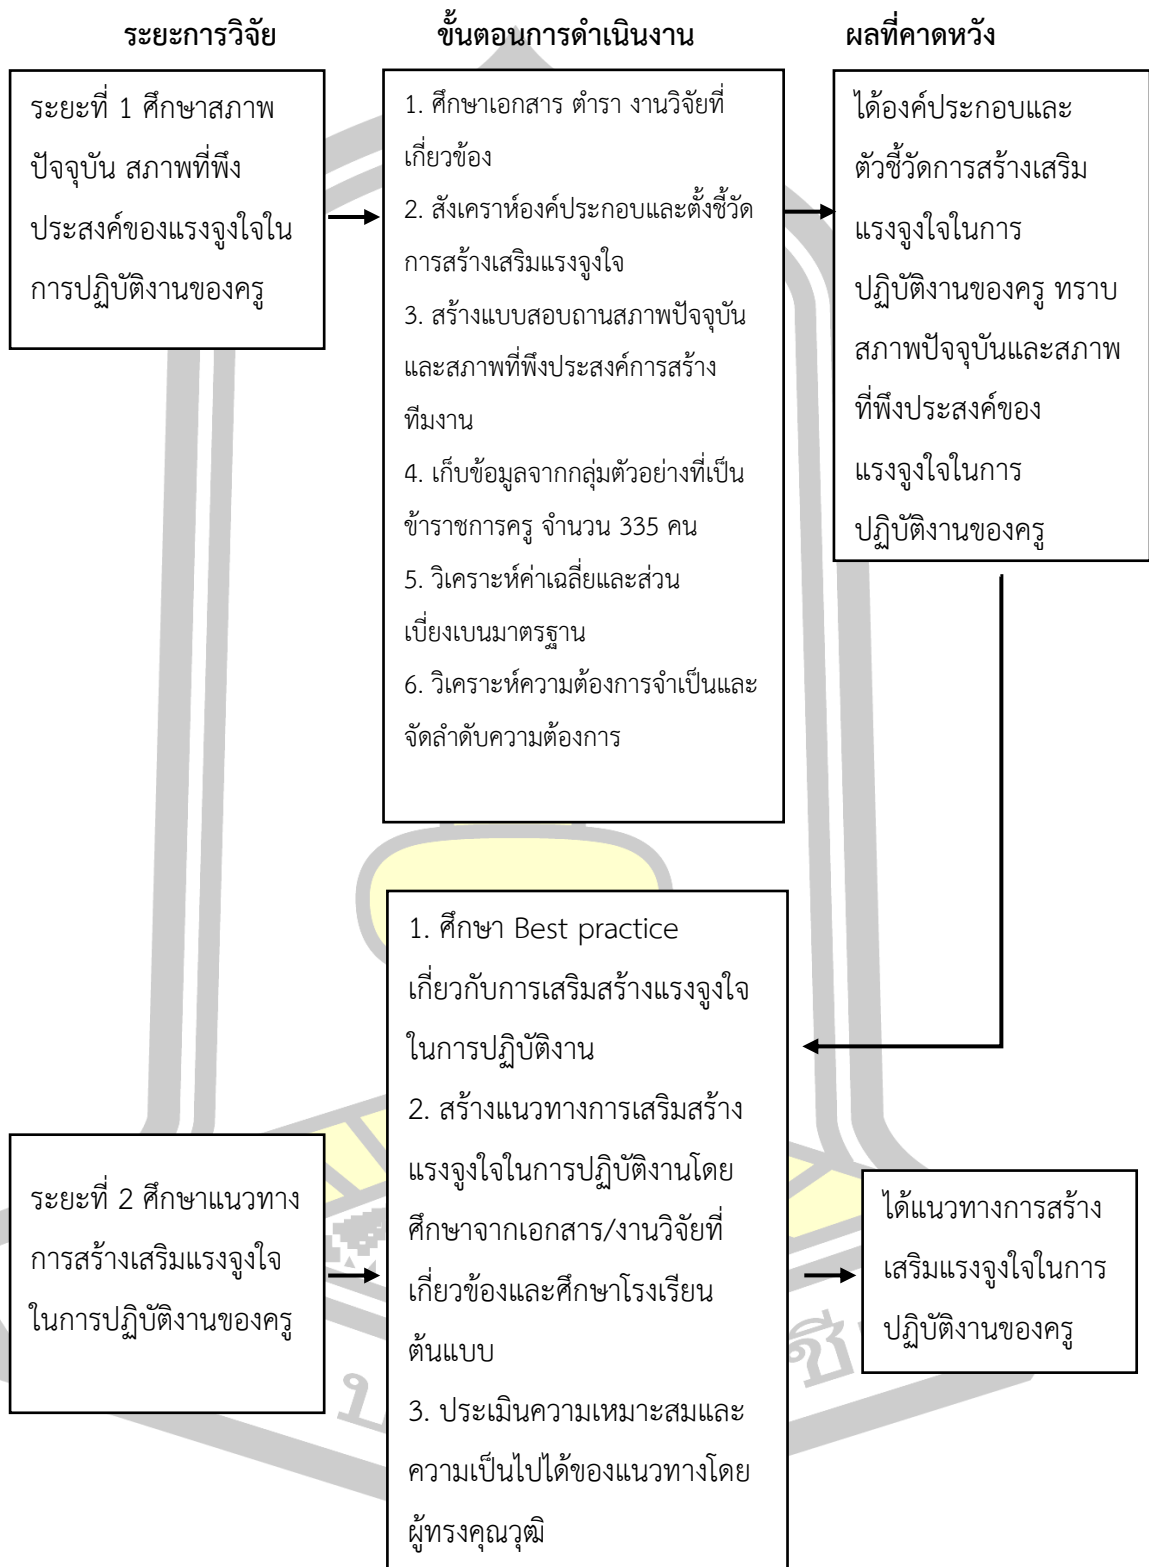 ระยะการวิจัย
ขั้นตอนการดำเนินงาน
ผลที่คาดหวัง
ระยะที่ 1 ศึกษาสภาพ
ปัจจุบัน สภาพที่พึง
ประสงค์ของแรงจูงใจใน
การปฏิบัติงานของครู
1. ศึกษาเอกสาร ตำรา งานวิจัยที่
เกี่ยวข้อง
2. สังเคราห์องค์ประกอบและตั้งชี้วัด
การสร้างเสริมแรงจูงใจ
3. สร้างแบบสอบถานสภาพปัจจุบัน
และสภาพที่พึงประสงค์การสร้าง
ทีมงาน
4. เก็บข้อมูลจากกลุ่มตัวอย่างที่เป็น
ข้าราชการครู จำนวน 335 คน
5. วิเคราะห์ค่าเฉลี่ยและส่วน
เบี่ยงเบนมาตรฐาน
6. วิเคราะห์ความต้องการจำเป็นและ
จัดลำดับความต้องการ
ได้องค์ประกอบและ
ตัวชี้วัดการสร้างเสริม
แรงจูงใจในการ
ปฏิบัติงานของครู ทราบ
สภาพปัจจุบันและสภาพ
ที่พึงประสงค์ของ
แรงจูงใจในการ
ปฏิบัติงานของครู
ระยะที่ 2 ศึกษาแนวทาง
การสร้างเสริมแรงจูงใจ
ในการปฏิบัติงานของครู
1. ศึกษา Best practice
เกี่ยวกับการเสริมสร้างแรงจูงใจ
ในการปฏิบัติงาน
2. สร้างแนวทางการเสริมสร้าง
แรงจูงใจในการปฏิบัติงานโดย
ศึกษาจากเอกสาร/งานวิจัยที่
เกี่ยวข้องและศึกษาโรงเรียน
ต้นแบบ
3. ประเมินความเหมาะสมและ
ความเป็นไปได้ของแนวทางโดย
ผู้ทรงคุณวุฒิ
ได้แนวทางการสร้าง
เสริมแรงจูงใจในการ
ปฏิบัติงานของครู